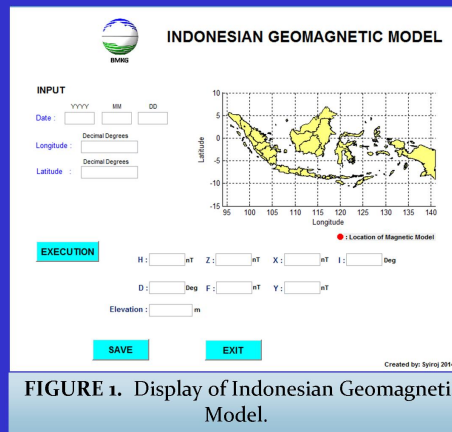 BMKG
INDONESIAN GEOMAGNETIC MODEL
INPUT
YYYY MM DD
Date :
Decimal Degrees
Longitude :
Decimal Degrees
Latitude :
10
5
0
-5
-10
-15
Latitude
95 100 105 110 115 120 125 130 135 140
Longitude
: Location of Magnetic Model
EXECUTION
H : nT Z : nT X : nT I : Deg
D : Deg F : nT Y : nT
Elevation : m
SAVE EXIT
Created by: Syiroj 2014
FIGURE 1. Display of Indonesian Geomagneti
Model.